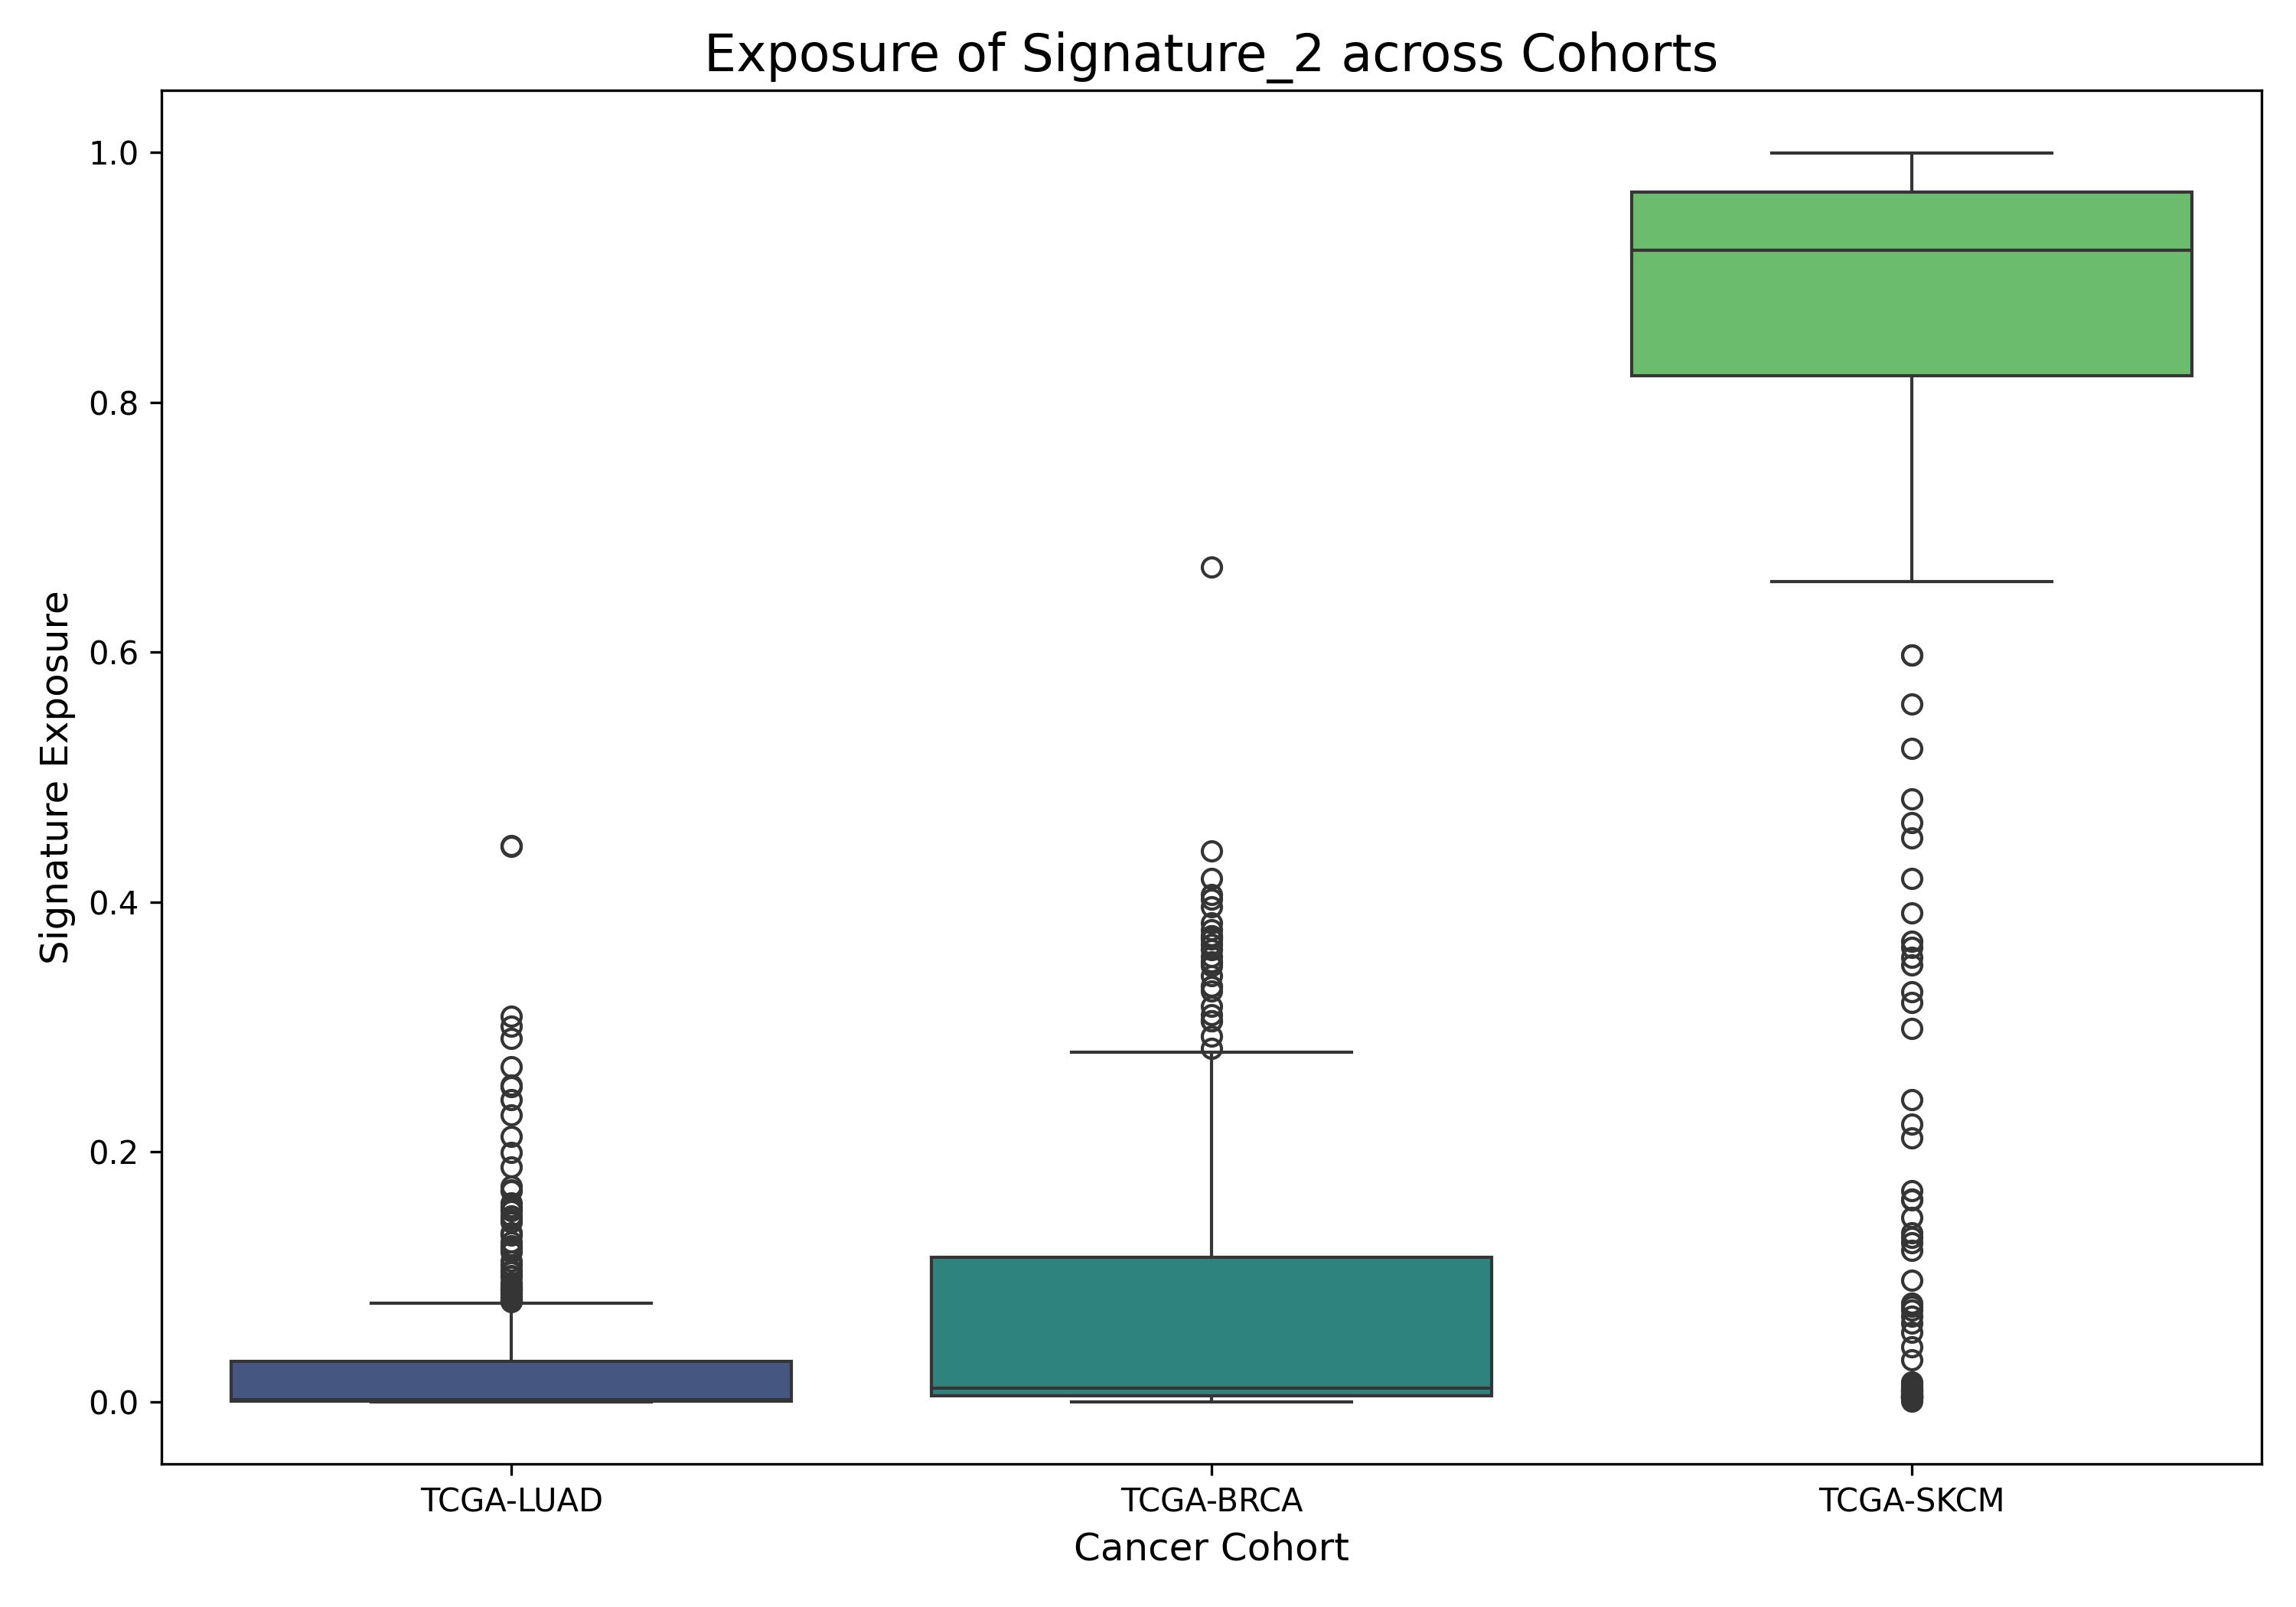 Exposure of Signature_2 across Cohorts
1.0
0.8
0.6
0.4
0.2
0.0
Signature Exposure
TCGA-LUAD
TCGA-BRCA
TCGA-SKCM
Cancer Cohort